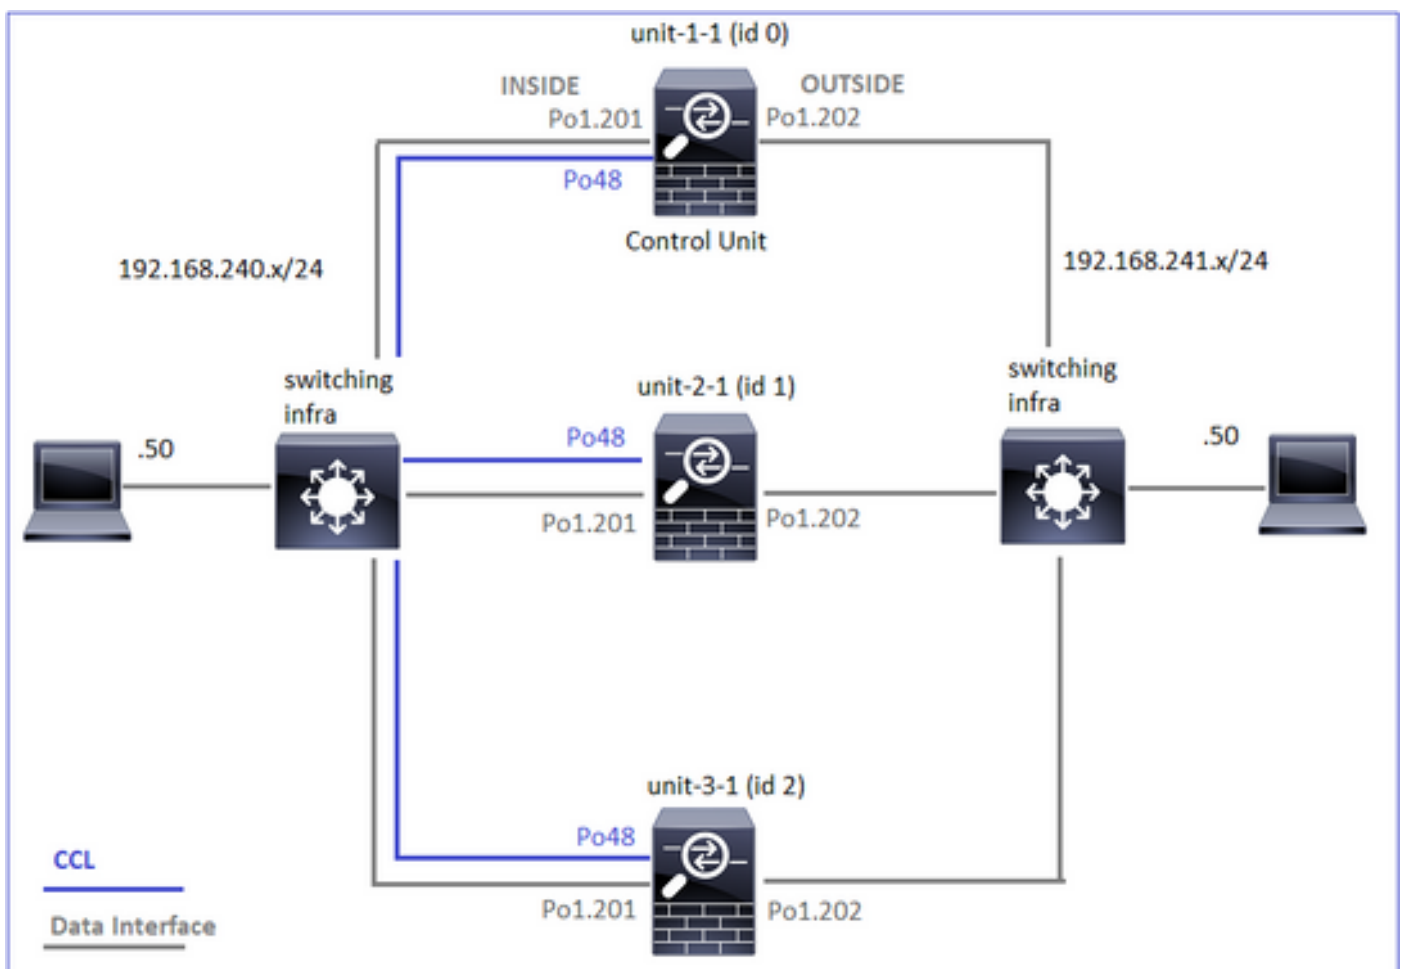 unit-1-1 (id 0)
INSIDE
OUTSIDE
Po1.201
Po1.202
Po48
Control Unit
192.168.240.x/24
192.168.241.x/24
switching
infra
unit-2-1 (id 1)
switching
infra
.50
Po48
.50
Po1.201
Po1.202
unit-3-1 (id 2)
Po48
CCL
Po1.201
Po1.202
Data Interface